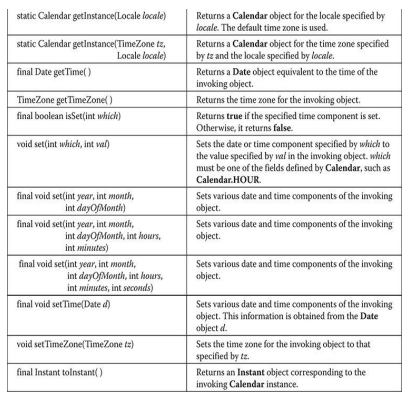 static Calendar getInstance(Locale locale)
Returns a Calendar object for the locale specified by
locale. The default time zone is used.
static Calendar getInstance(TimeZone tz,
Locale locale)
Returns a Calendar object for the time zone specified
by tz and the locale specified by locale.
final Date getTime( )
Returns a Date object equivalent to the time of the
invoking object.
TimeZone getTimeZone( )
Returns the time zone for the invoking object.
final boolean isSet(int which)
Returns true if the specified time component is set.
Otherwise, it returns false.
void set(int which, int val)
Sets the date or time component specified by which to
the value specified by val in the invoking object. which
must be one of the fields defined by Calendar, such as
Calendar.HOUR.
final void set(int year, int month,
int dayOfMonth)
Sets various date and time components of the invoking
object.
final void set(int year, int month,
int dayOfMonth, int hours,
int minutes)
Sets various date and time components of the invoking
object.
final void set(int year, int month,
int dayOfMonth, int hours,
int minutes, int seconds)
Sets various date and time components of the invoking
object.
final void setTime(Date d)
Sets various date and time components of the invoking
object. This information is obtained from the Date
object d.
void setTimeZone(TimeZone tz)
Sets the time zone for the invoking object to that
specified by tz.
final Instant toInstant( )
Returns an Instant object corresponding to the
invoking Calendar instance.